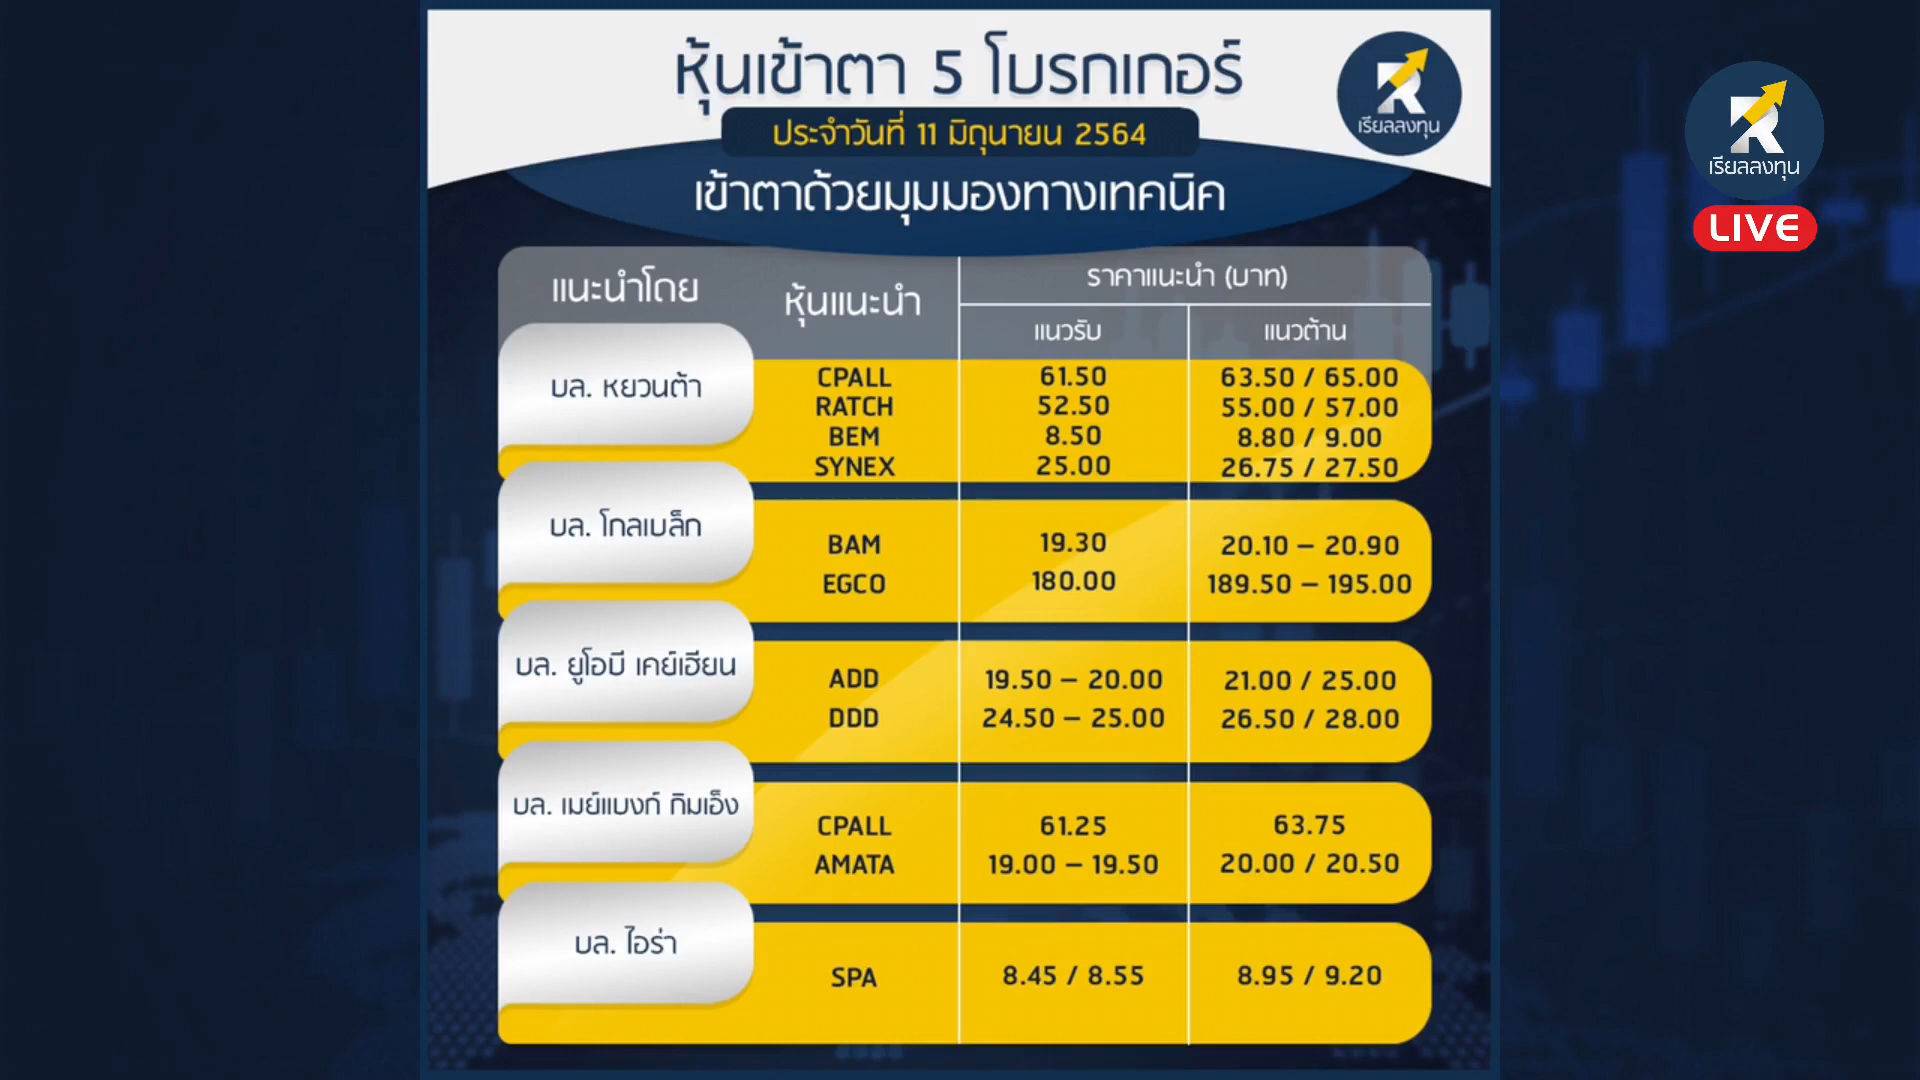 หุ้นเข้าตา 5 โบรกเกอร์
ประจำวันที่ 11 มิถุนายน 2564
เข้าตาด้วยมุมมองทางเทคนิค
เรียลลงทุน
เรียลลงทุน
LIVE
แนะนำโดย หุ้นแนะนำ ราคาแนะนำ (บาท)
แนวรับ แนวต้าน
บล. หยวนต้า
CPALL 61.50 63.50 / 65.00
RATCH 52.50 55.00 / 57.00
BEM 8.50 8.80 / 9.00
SYNEX 25.00 26.75 / 27.50
บล. โกลเบล็ก
BAM 19.30 20.10 – 20.90
EGCO 180.00 189.50 – 195.00
บล. ยูโอบี เคย์เฮียน
ADD 19.50 – 20.00 21.00 / 25.00
DDD 24.50 – 25.00 26.50 / 28.00
บล. เมย์แบงก์ กิมเอ็ง
CPALL 61.25 63.75
AMATA 19.00 – 19.50 20.00 / 20.50
บล. ไอร่า
SPA 8.45 / 8.55 8.95 / 9.20